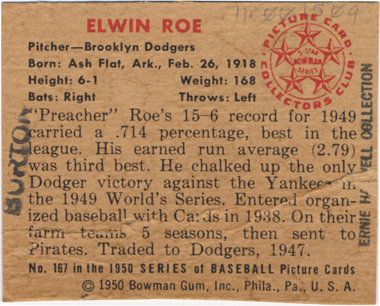 ELWIN ROE
Pitcher—Brooklyn Dodgers
Born: Ash Flat, Ark., Feb. 26, 1918
Height: 6-1 Weight: 168
Bats: Right Throws: Left
PICTURE CARD
COLLECTORS CLUB
5-STAR
BOWMAN
SERIES
"Preacher" Roe's 15-6 record for 1949
carried a .714 percentage, best in the
league. His earned run average (2.79)
was third best. He chalked up the only
Dodger victory against the Yankees in
the 1949 World's Series. Entered organ-
ized baseball with Cards in 1938. On their
farm teams 5 seasons, then sent to
Pirates. Traded to Dodgers, 1947.
No. 167 in the 1950 SERIES of BASEBALL Picture Cards
© 1950 Bowman Gum, Inc., Phila., Pa., U. S. A.
BURTON
ERNIE COLLECTION